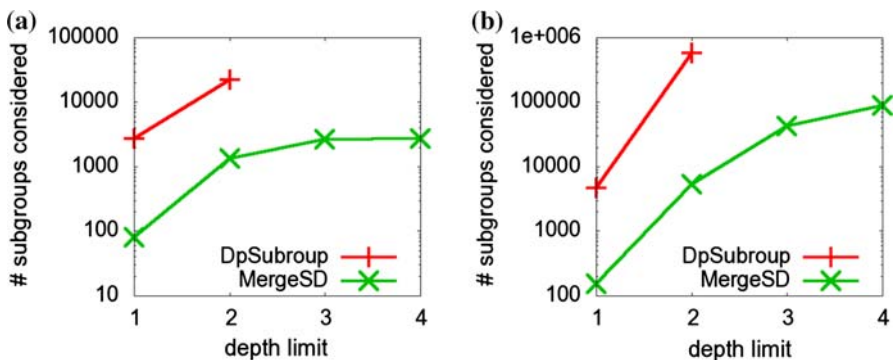 (a)
# subgroups considered
100000
10000
1000
100
10
DpSubroup
MergeSD
1 2 3 4
depth limit
(b)
# subgroups considered
1e+006
100000
10000
1000
100
DpSubroup
MergeSD
1 2 3 4
depth limit